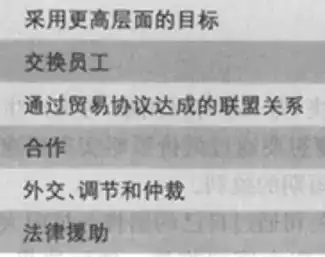 采用更高层面的目标
交换员工
通过贸易协议达成的联盟关系
合作
外交、调节和仲裁
法律援助